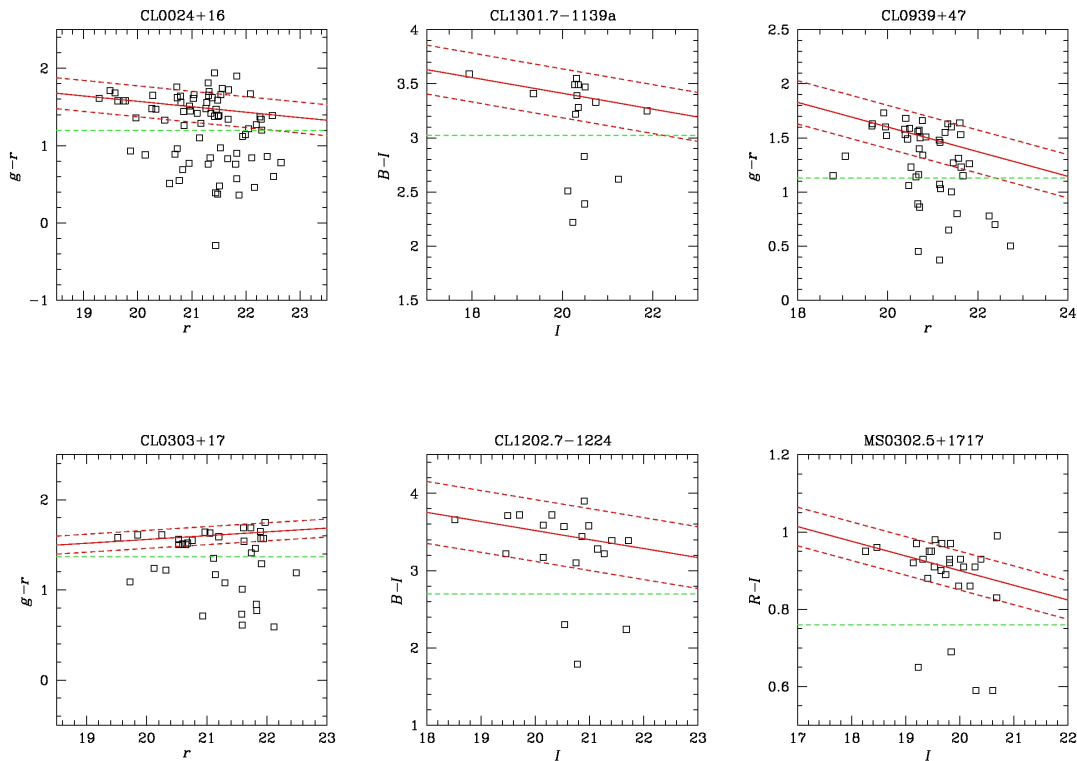 CL0024+16
2
1
0
−1
g−r
19 20 21 22 23
r
CL1301.7−1139a
4
3.5
3
2.5
2
1.5
B−I
18 20 22
I
CL0939+47
2.5
2
1.5
1
0.5
0
g−r
18 20 22 24
r
CL0303+17
2
1
0
g−r
19 20 21 22 23
r
CL1202.7−1224
5
4
3
2
1
B−I
18 19 20 21 22 23
I
MS0302.5+1717
1.2
1
0.8
0.6
R−I
17 18 19 20 21 22
I